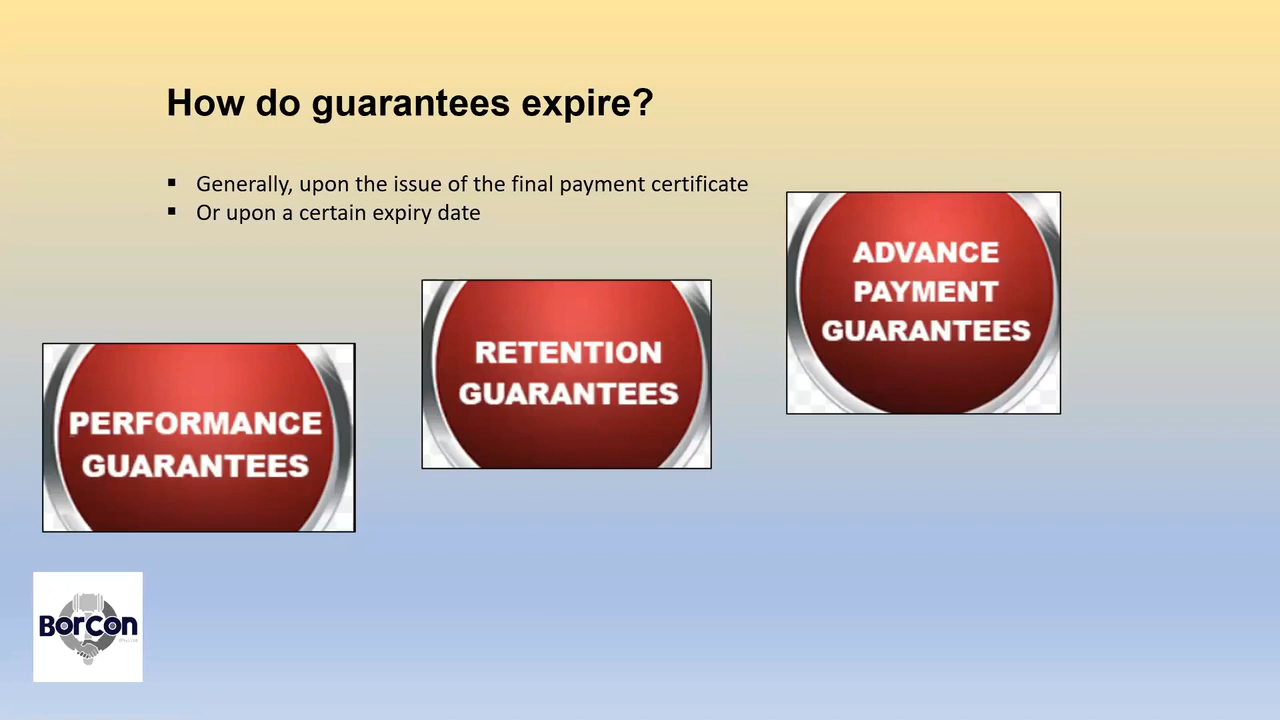 How do guarantees expire?
▪ Generally, upon the issue of the final payment certificate
▪ Or upon a certain expiry date
ADVANCE
PAYMENT
GUARANTEES
RETENTION
GUARANTEES
PERFORMANCE
GUARANTEES
BorCon